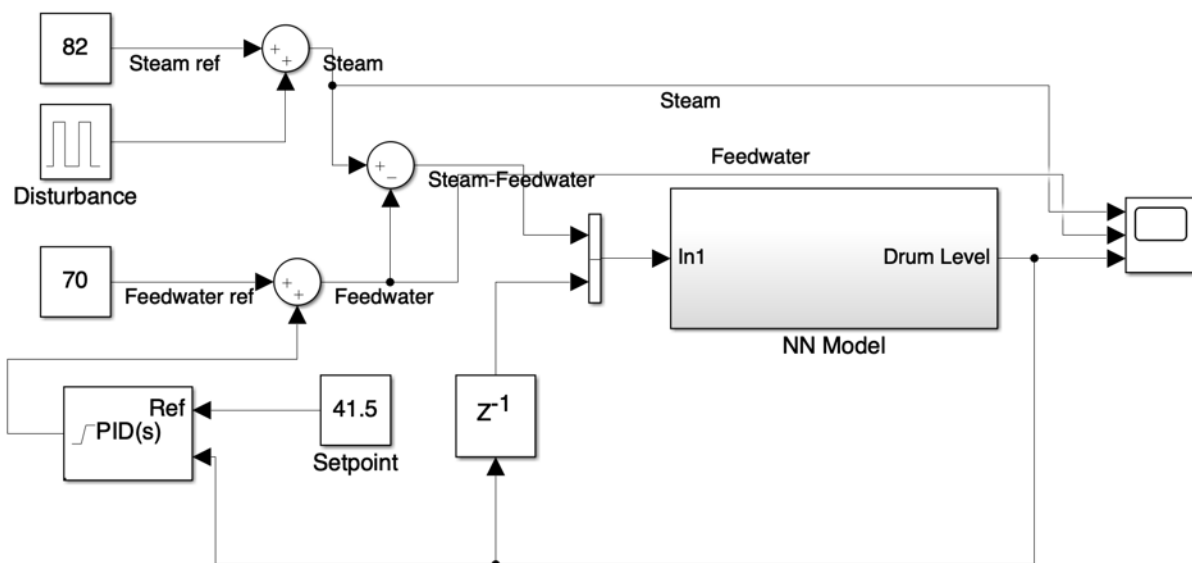 82
+
+
Steam ref
Steam
Steam
Disturbance
+
−
Steam-Feedwater
Feedwater
70
+
+
Feedwater ref
Feedwater
In1
Drum Level
NN Model
Ref
PID(s)
41.5
Setpoint
Z-1